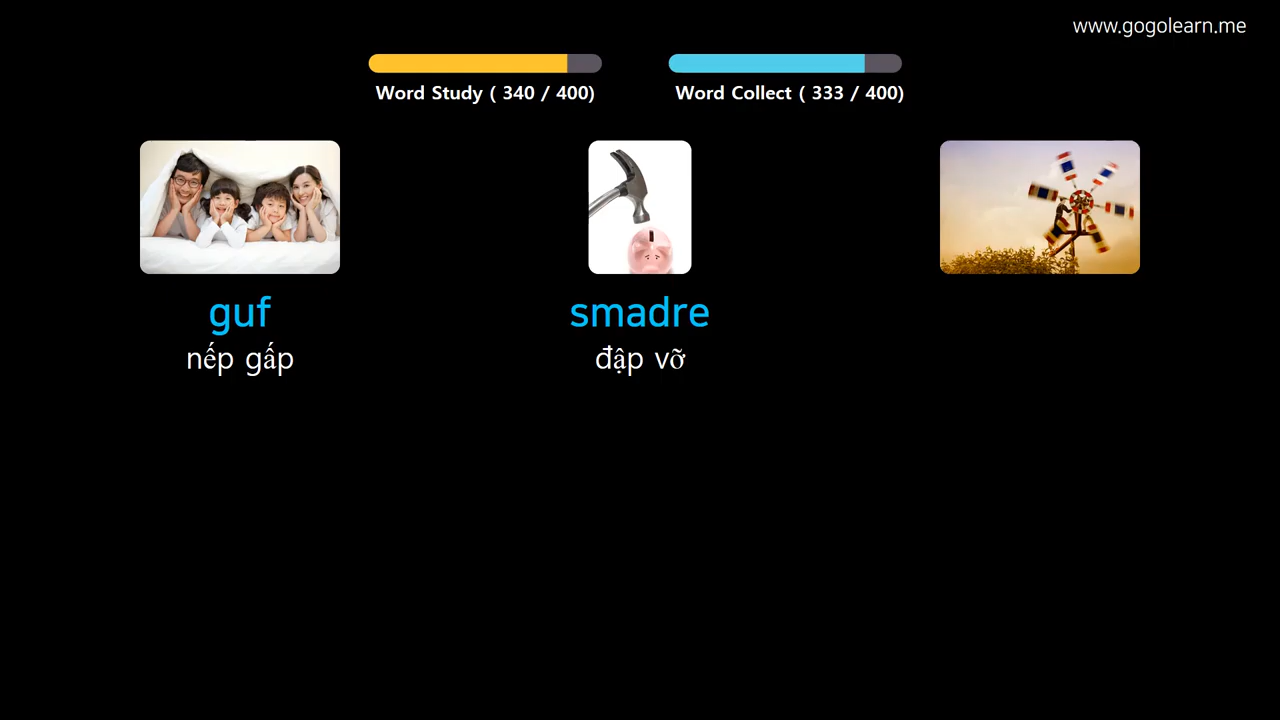 www.gogolearn.me
Word Study ( 340 / 400)
Word Collect ( 333 / 400)
guf
smadre
nếp gấp
đập vỡ